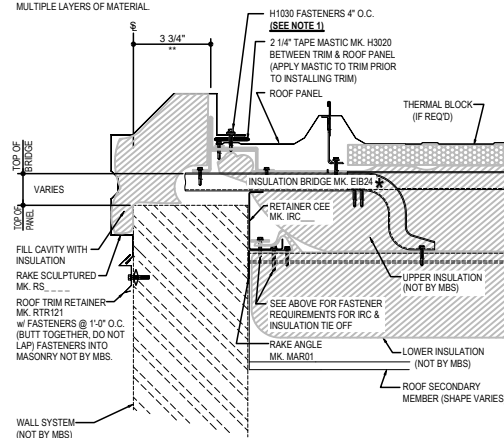 MULTIPLE LAYERS OF MATERIAL.
3 3/4"
**
H1030 FASTENERS 4" O.C.
(SEE NOTE 1)
2 1/4" TAPE MASTIC MK. H3020
BETWEEN TRIM & ROOF PANEL
(APPLY MASTIC TO TRIM PRIOR
TO INSTALLING TRIM)
ROOF PANEL
THERMAL BLOCK
(IF REQ'D)
TOP OF
BRIDGE
VARIES
TOP OF
PANEL
INSULATION BRIDGE MK. EIB24 *
RETAINER CEE
MK. IRC___
FILL CAVITY WITH
INSULATION
RAKE SCULPTURED
MK. RS____
ROOF TRIM RETAINER
MK. RTR121
w/ FASTENERS @ 1'-0" O.C.
(BUTT TOGETHER, DO NOT
LAP) FASTENERS INTO
MASONRY NOT BY MBS.
UPPER INSULATION
(NOT BY MBS)
SEE ABOVE FOR FASTENER
REQUIREMENTS FOR IRC &
INSULATION TIE OFF
RAKE ANGLE
MK. MAR01
LOWER INSULATION
(NOT BY MBS)
ROOF SECONDARY
MEMBER (SHAPE VARIES
WALL SYSTEM
(NOT BY MBS)